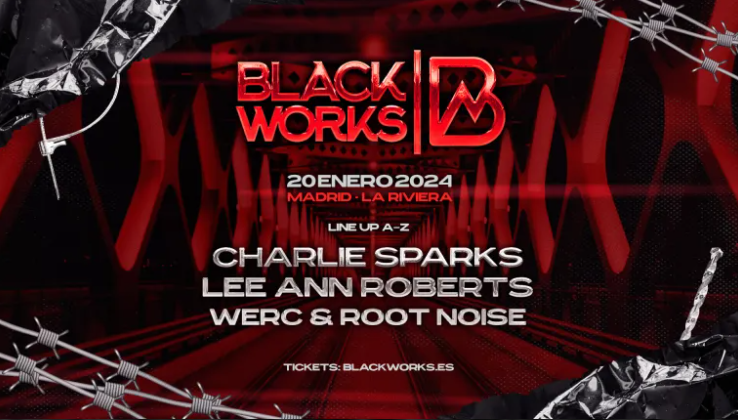 BLACK
WORKS
20 ENERO 2024
MADRID · LA RIVIERA
LINE UP A-Z
CHARLIE SPARKS
LEE ANN ROBERTS
WERC & ROOT NOISE
TICKETS: BLACKWORKS.ES